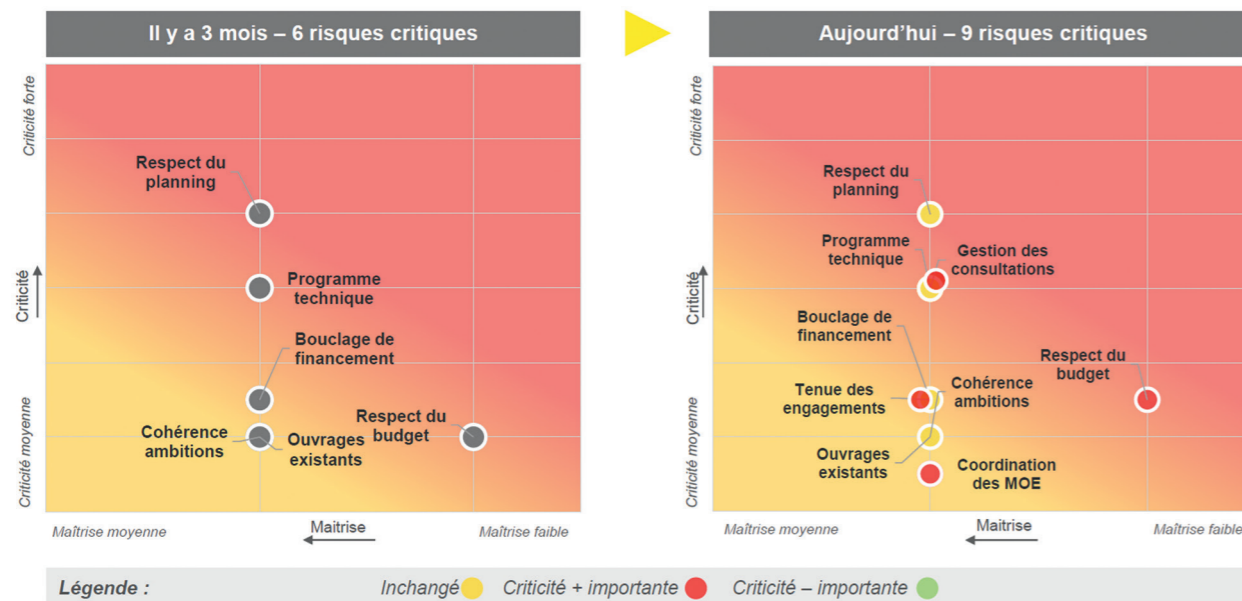 Il y a 3 mois – 6 risques critiques
Criticité forte
Criticité
Criticité moyenne
Respect du
planning
Programme
technique
Bouclage de
financement
Cohérence
ambitions
Ouvrages
existants
Respect du
budget
Maîtrise moyenne
Maitrise
Maîtrise faible
Aujourd'hui – 9 risques critiques
Criticité forte
Criticité
Criticité moyenne
Respect du
planning
Programme
technique
Gestion des
consultations
Bouclage de
financement
Respect du
budget
Tenue des
engagements
Cohérence
ambitions
Ouvrages
existants
Coordination
des MOE
Maîtrise moyenne
Maitrise
Maîtrise faible
Légende :
Inchangé
Criticité + importante
Criticité – importante